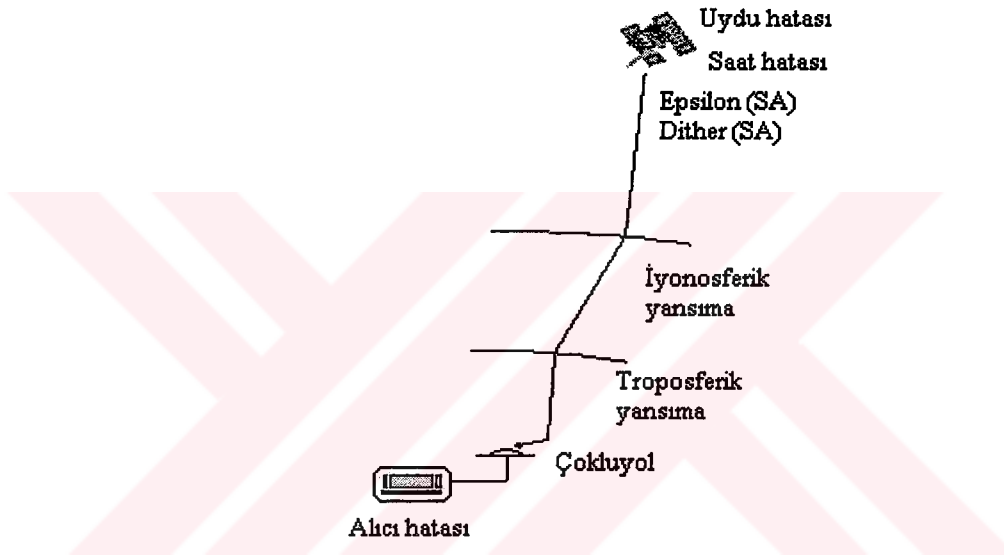 Uydu hatası
Saat hatası
Epsilon (SA)
Dither (SA)
İyonosferik
yansıma
Troposferik
yansıma
Çokluyol
Alıcı hatası